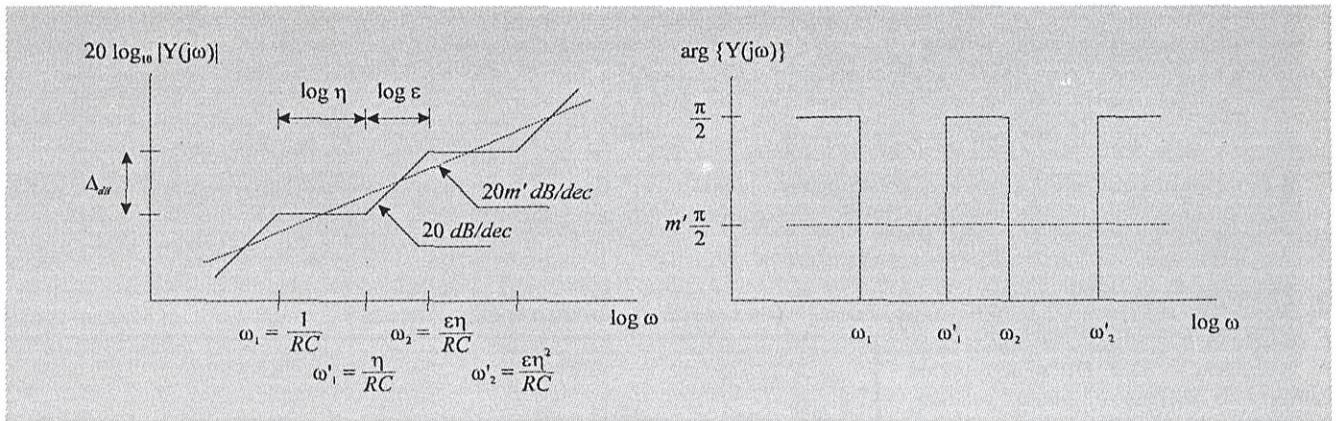 20 log₁₀ |Y(jω)|
log η
log ε
Δ_dB
20m' dB/dec
20 dB/dec
log ω
ω₁ = 1/RC
ω₂ = εη/RC
ω'₁ = η/RC
ω'₂ = εη²/RC
arg {Y(jω)}
π/2
m' π/2
ω₁
ω'₁
ω₂
ω'₂
log ω